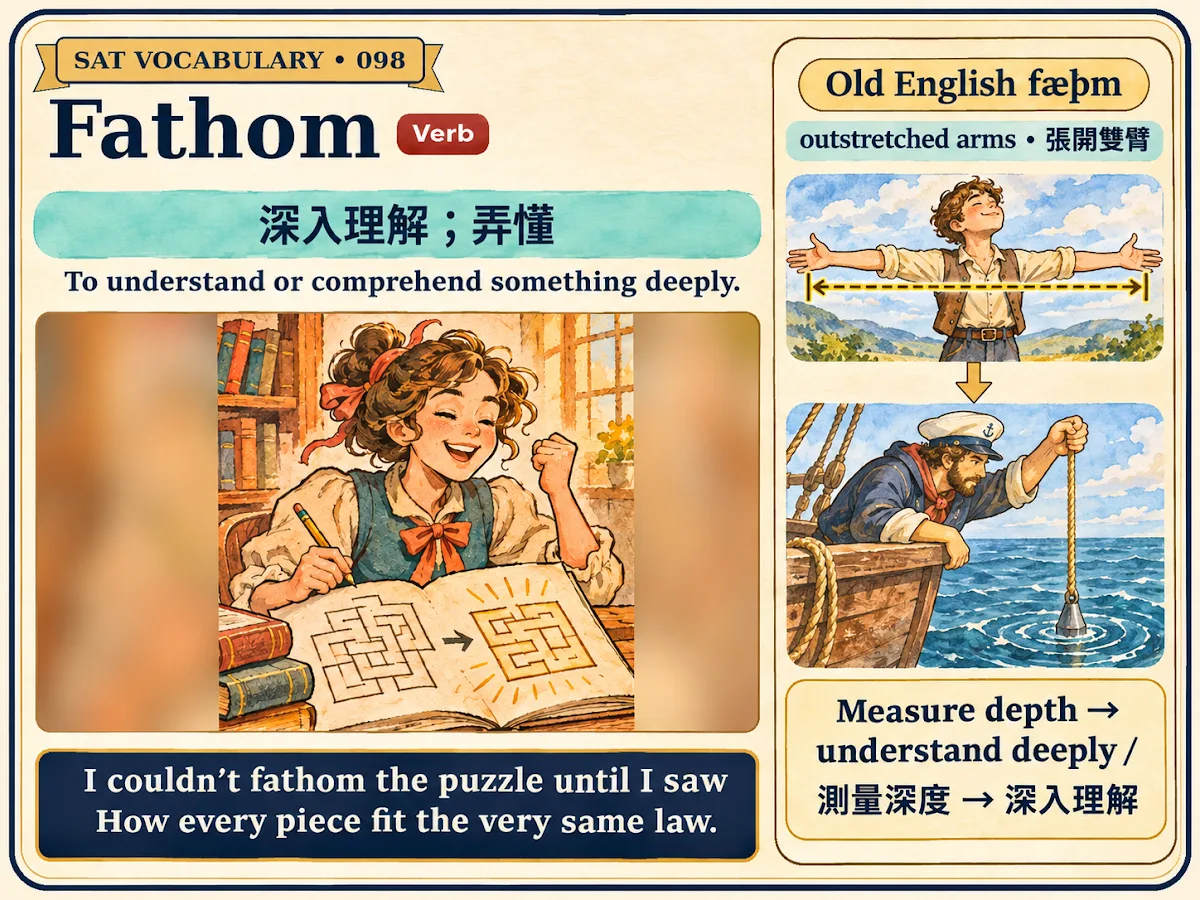 SAT VOCABULARY • 098
Fathom
Verb
深入理解；弄懂
To understand or comprehend something deeply.
I couldn’t fathom the puzzle until I saw
How every piece fit the very same law.
Old English fæþm
outstretched arms • 張開雙臂
Measure depth →
understand deeply /
測量深度 → 深入理解